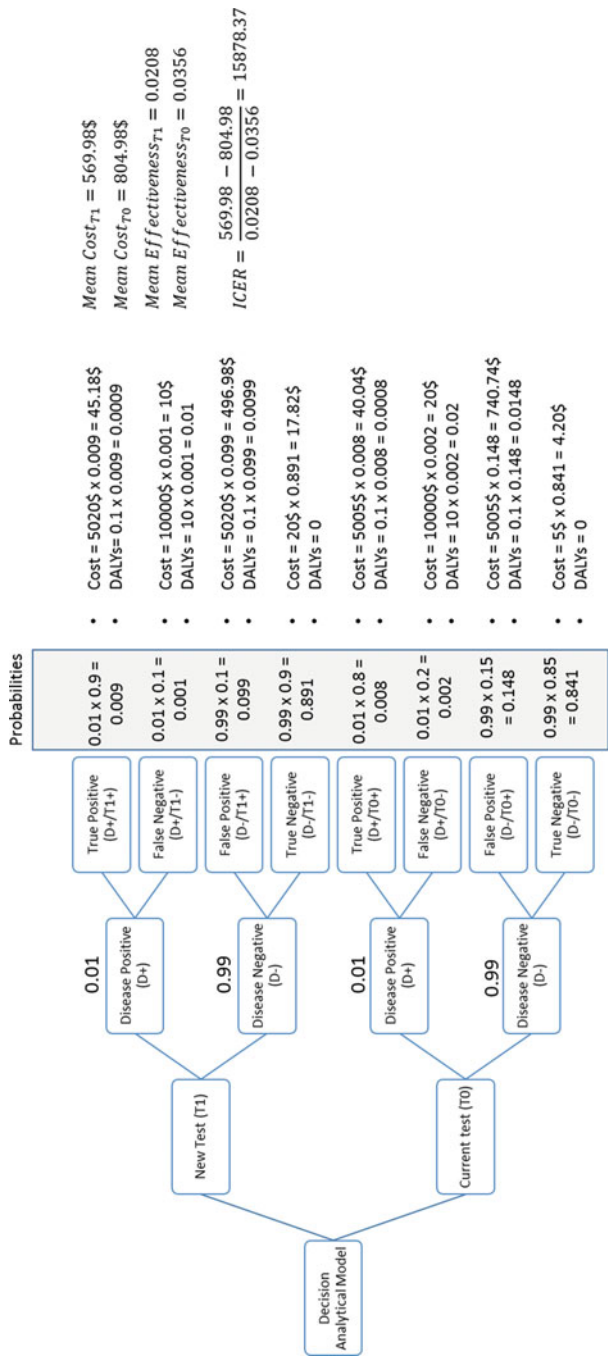 Decision
Analytical Model
New Test (T1)
Current test (T0)
0.01
Disease Positive
(D+)
0.99
Disease Negative
(D-)
0.01
Disease Positive
(D+)
0.99
Disease Negative
(D-)
True Positive
(D+/T1+)
False Negative
(D+/T1-)
False Positive
(D-/T1+)
True Negative
(D-/T1-)
True Positive
(D+/T0+)
False Negative
(D+/T0-)
False Positive
(D-/T0+)
True Negative
(D-/T0-)
Probabilities
0.01 x 0.9 =
0.009
0.01 x 0.1 =
0.001
0.99 x 0.1 =
0.099
0.99 x 0.9 =
0.891
0.01 x 0.8 =
0.008
0.01 x 0.2 =
0.002
0.99 x 0.15
= 0.148
0.99 x 0.85
= 0.841
• Cost = 5020$ x 0.009 = 45.18$
• DALYs= 0.1 x 0.009 = 0.0009
• Cost = 10000$ x 0.001 = 10$
• DALYs = 10 x 0.001 = 0.01
• Cost = 5020$ x 0.099 = 496.98$
• DALYs = 0.1 x 0.099 = 0.0099
• Cost = 20$ x 0.891 = 17.82$
• DALYs = 0
• Cost = 5005$ x 0.008 = 40.04$
• DALYs = 0.1 x 0.008 = 0.0008
• Cost = 10000$ x 0.002 = 20$
• DALYs = 10 x 0.002 = 0.02
• Cost = 5005$ x 0.148 = 740.74$
• DALYs = 0.1 x 0.148 = 0.0148
• Cost = 5$ x 0.841 = 4.20$
• DALYs = 0
Mean Cost T1 = 569.98$
Mean Cost T0 = 804.98$
Mean Effectiveness T1 = 0.0208
Mean Effectiveness T0 = 0.0356
ICER = (569.98 − 804.98) / (0.0208 − 0.0356) = 15878.37